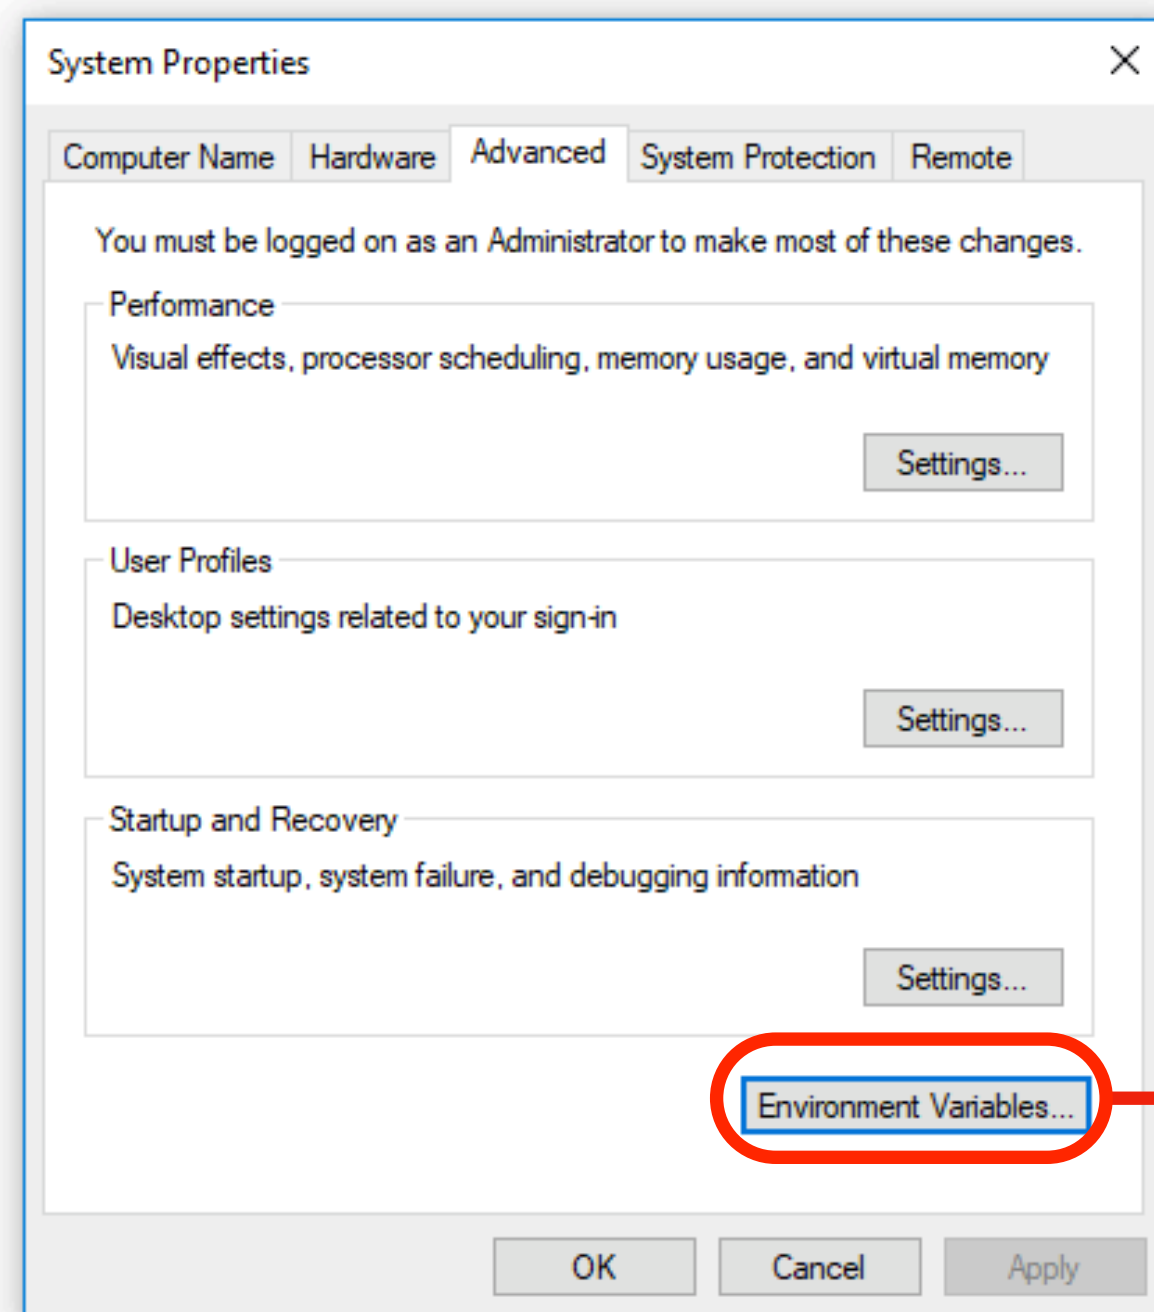 System Properties
Computer Name Hardware Advanced System Protection Remote
You must be logged on as an Administrator to make most of these changes.
Performance
Visual effects, processor scheduling, memory usage, and virtual memory
Settings...
User Profiles
Desktop settings related to your sign-in
Settings...
Startup and Recovery
System startup, system failure, and debugging information
Settings...
Environment Variables...
OK Cancel Apply